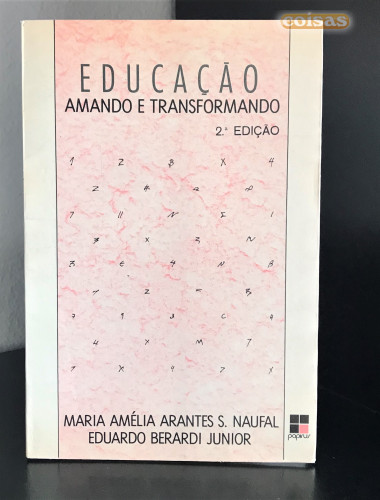 coisas
EDUCAÇÃO
AMANDO E TRANSFORMANDO
2.ª EDIÇÃO
MARIA AMÉLIA ARANTES S. NAUFAL
EDUARDO BERARDI JUNIOR
papirus